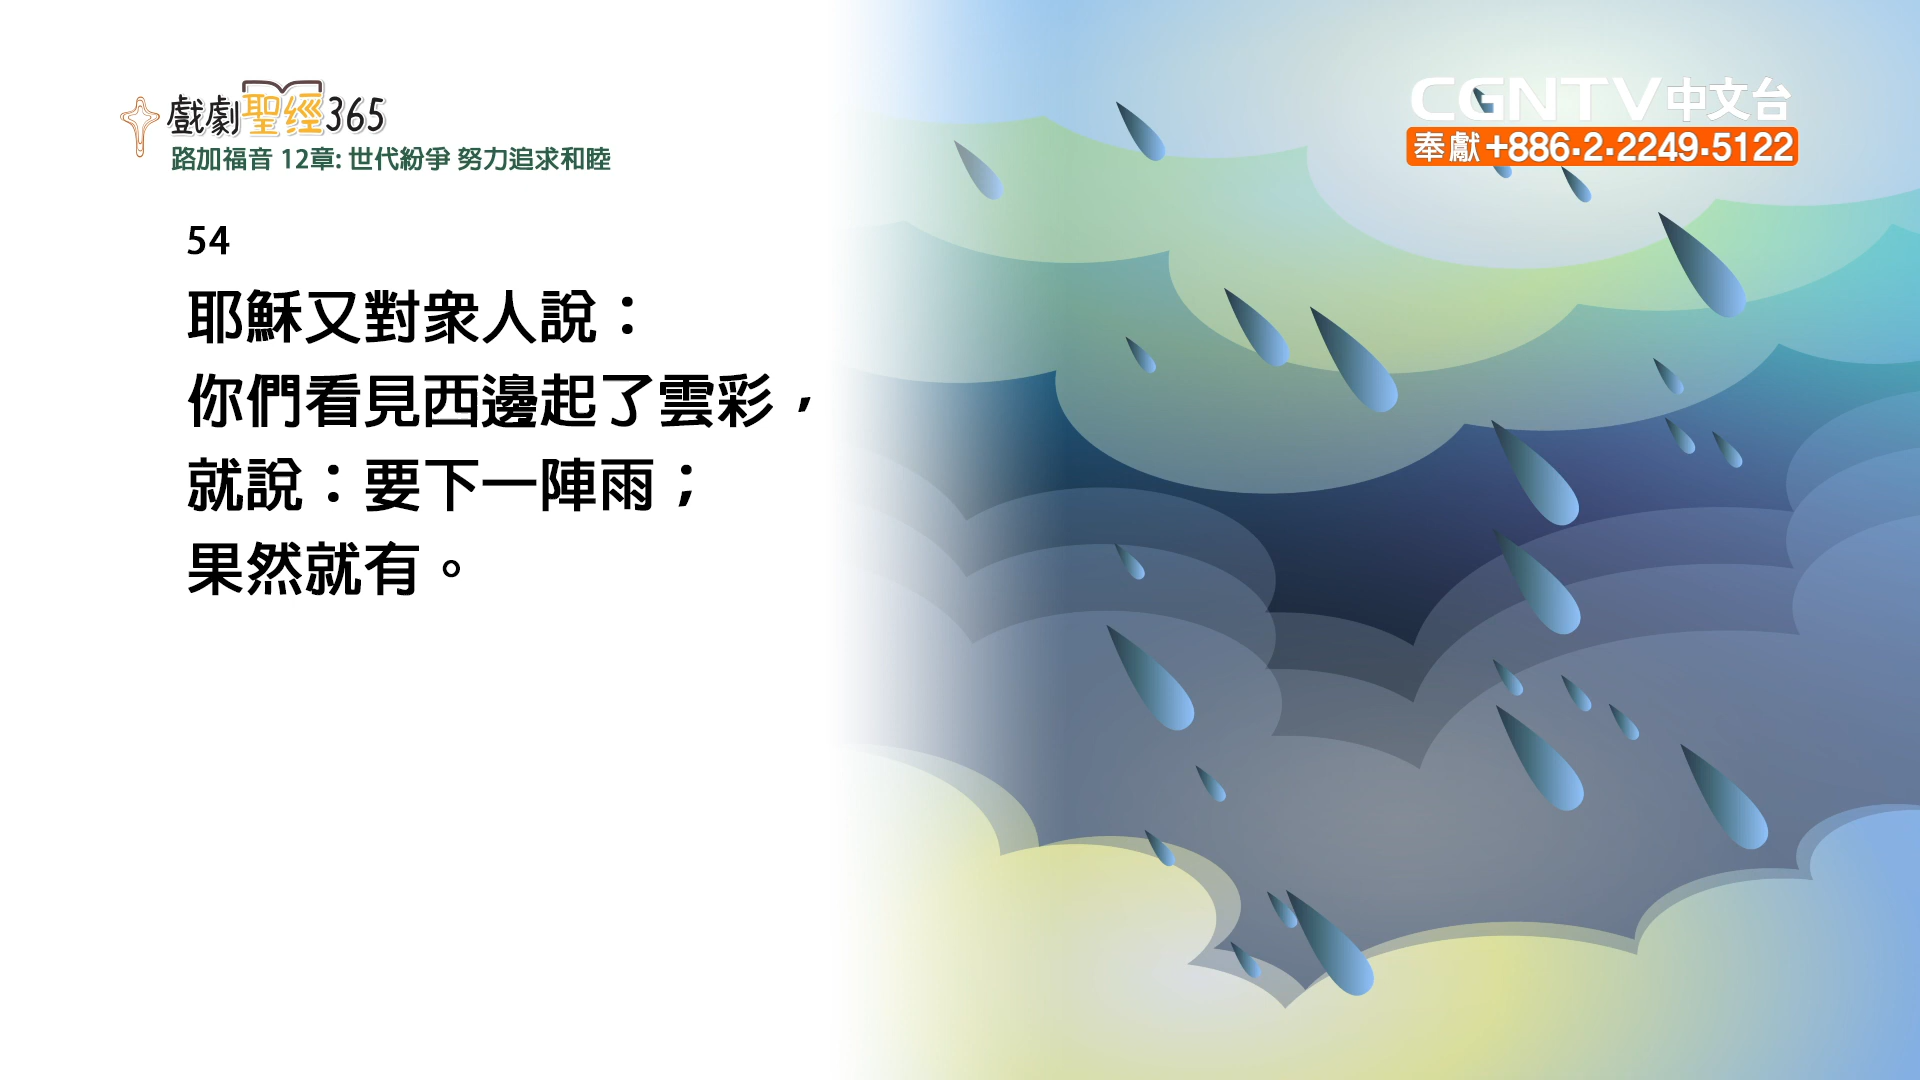 戲劇聖經365
路加福音 12章: 世代紛爭 努力追求和睦
CGNTV中文台
奉獻 +886·2·2249·5122
54
耶穌又對衆人說：
你們看見西邊起了雲彩，
就說：要下一陣雨；
果然就有。